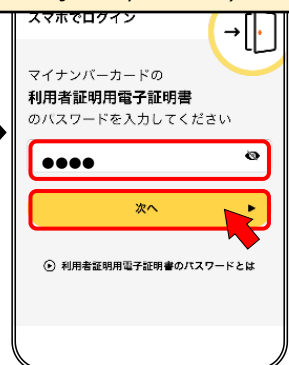 スマホでログイン
マイナンバーカードの
利用者証明用電子証明書
のパスワードを入力してください
●●●●
次へ
利用者証明用電子証明書のパスワードとは